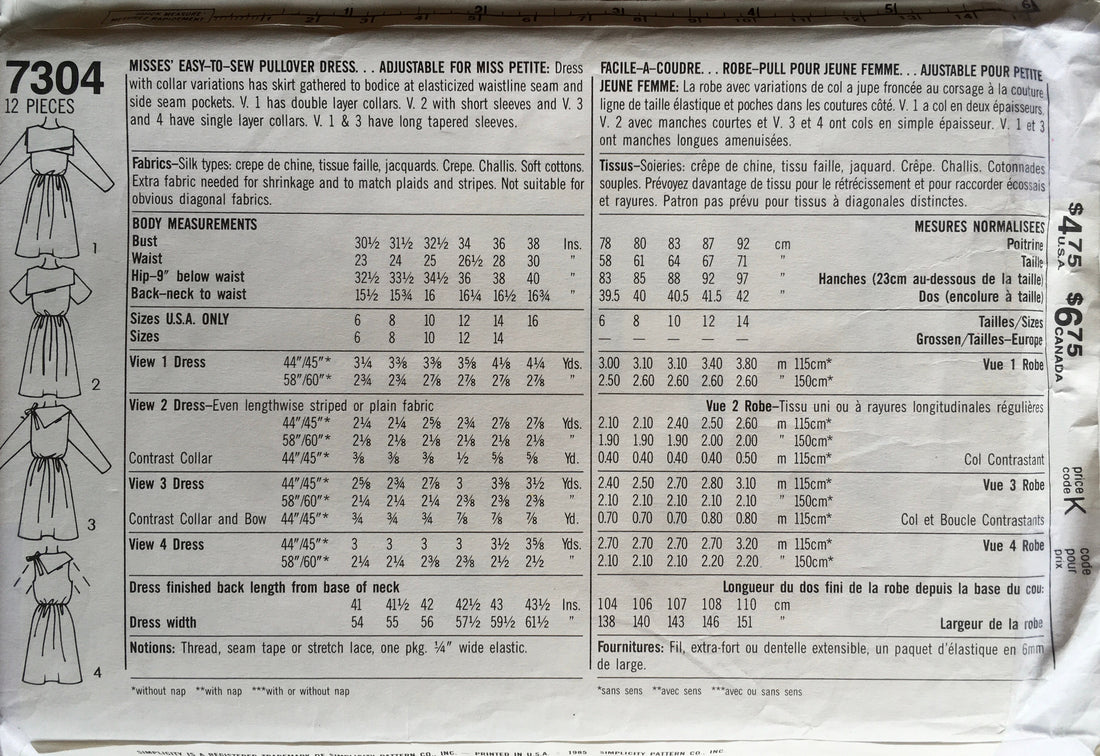 7304
12 PIECES
1
2
3
4
MISSES' EASY-TO-SEW PULLOVER DRESS. . . ADJUSTABLE FOR MISS PETITE: Dress
with collar variations has skirt gathered to bodice at elasticized waistline seam and
side seam pockets. V. 1 has double layer collars. V. 2 with short sleeves and V. 3
and 4 have single layer collars. V. 1 & 3 have long tapered sleeves.
Fabrics–Silk types: crepe de chine, tissue faille, jacquards. Crepe. Challis. Soft cottons.
Extra fabric needed for shrinkage and to match plaids and stripes. Not suitable for
obvious diagonal fabrics.
BODY MEASUREMENTS
Bust 30½ 31½ 32½ 34 36 38 Ins.
Waist 23 24 25 26½ 28 30 "
Hip–9" below waist 32½ 33½ 34½ 36 38 40 "
Back–neck to waist 15½ 15¾ 16 16¼ 16½ 16¾ "
Sizes U.S.A. ONLY 6 8 10 12 14 16
Sizes 6 8 10 12 14
View 1 Dress 44"/45"* 3¼ 3⅜ 3⅜ 3⅝ 4⅛ 4¼ Yds.
58"/60"* 2¾ 2¾ 2⅞ 2⅞ 2⅞ 2⅞ "
View 2 Dress–Even lengthwise striped or plain fabric
44"/45"* 2¼ 2¼ 2⅝ 2¾ 2⅞ 2⅞ Yds.
58"/60"* 2⅛ 2⅛ 2⅛ 2⅛ 2⅛ 2⅛ "
Contrast Collar 44"/45"* ⅜ ⅜ ⅜ ½ ⅝ ⅝ Yd.
View 3 Dress 44"/45"* 2⅝ 2¾ 2⅞ 3 3⅜ 3½ Yds.
58"/60"* 2¼ 2¼ 2¼ 2⅜ 2⅜ 2⅜ "
Contrast Collar and Bow 44"/45"* ¾ ¾ ¾ ⅞ ⅞ ⅞ Yd.
View 4 Dress 44"/45"* 3 3 3 3 3½ 3⅝ Yds.
58"/60"* 2¼ 2¼ 2⅜ 2⅜ 2½ 2½ "
Dress finished back length from base of neck
41 41½ 42 42½ 43 43½ Ins.
Dress width 54 55 56 57½ 59½ 61½ "
Notions: Thread, seam tape or stretch lace, one pkg. ¼" wide elastic.
*without nap **with nap ***with or without nap
FACILE–A–COUDRE. . . ROBE–PULL POUR JEUNE FEMME. . . AJUSTABLE POUR PETITE
JEUNE FEMME: La robe avec variations de col a jupe froncée au corsage à la couture
ligne de taille élastique et poches dans les coutures côté. V. 1 a col en deux épaisseurs.
V. 2 avec manches courtes et V. 3 et 4 ont cols en simple épaisseur. V. 1 et 3
ont manches longues amenuisées.
Tissus–Soieries: crêpe de chine, tissu faille, jaquard. Crêpe. Challis. Cotonnades
souples. Prévoyez davantage de tissu pour le rétrécissement et pour raccorder écossais
et rayures. Patron pas prévu pour tissus à diagonales distinctes.
MESURES NORMALISEES
78 80 83 87 92 cm Poitrine
58 61 64 67 71 " Taille
83 85 88 92 97 " Hanches (23cm au-dessous de la taille)
39.5 40 40.5 41.5 42 " Dos (encolure à taille)
6 8 10 12 14 Tailles/Sizes
— — — — — Grossen/Tailles–Europe
3.00 3.10 3.10 3.40 3.80 m 115cm* Vue 1 Robe
2.50 2.60 2.60 2.60 2.60 " 150cm*
Vue 2 Robe–Tissu uni ou à rayures longitudinales régulières
2.10 2.10 2.40 2.50 2.60 m 115cm*
1.90 1.90 1.90 2.00 2.00 " 150cm*
0.40 0.40 0.40 0.40 0.50 m 115cm* Col Contrastant
2.40 2.50 2.70 2.80 3.10 m 115cm* Vue 3 Robe
2.10 2.10 2.10 2.10 2.10 " 150cm*
0.70 0.70 0.70 0.80 0.80 m 115cm* Col et Boucle Contrastants
2.70 2.70 2.70 2.70 3.20 m 115cm* Vue 4 Robe
2.10 2.10 2.10 2.20 2.20 " 150cm*
Longueur du dos fini de la robe depuis la base du cou:
104 106 107 108 110 cm
138 140 143 146 151 " Largeur de la robe
Fournitures: Fil, extra-fort ou dentelle extensible, un paquet d'élastique en 6mm
de large.
*sans sens **avec sens ***avec ou sans sens
$4.75 U.S.A.
$6.75 CANADA
price code K code pour prix
SIMPLICITY IS A REGISTERED TRADEMARK OF SIMPLICITY PATTERN CO., INC. — PRINTED IN U.S.A. 1985 SIMPLICITY PATTERN CO., INC.